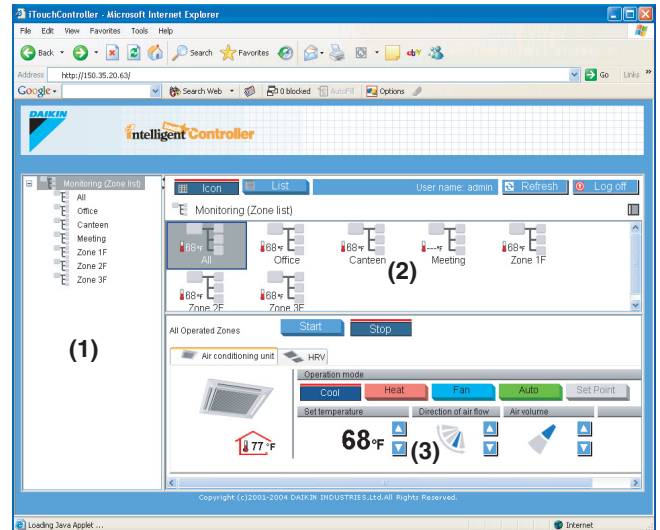 iTouchController - Microsoft Internet Explorer
File Edit View Favorites Tools Help
Back Search Favorites ebY
Address http://150.35.20.63/ Go Links »
Google Search Web 0 blocked AutoFill Options
DAIKIN
intelligent Controller
Monitoring (Zone list)
All
Office
Canteen
Meeting
Zone 1F
Zone 2F
Zone 3F
(1)
Icon List User name: admin Refresh Log off
Monitoring (Zone list)
68°F 68°F 68°F ---°F 68°F
All Office Canteen Meeting Zone 1F
(2)
68°F 68°F
Zone 2F Zone 3F
All Operated Zones Start Stop
Air conditioning unit HRV
Operation mode
Cool Heat Fan Auto Set Point
Set temperature Direction of air flow Air volume
77 °F 68°F (3)
Copyright (c)2001-2004 DAIKIN INDUSTRIES,Ltd.All Rights Reserved.
Loading Java Applet ... Internet